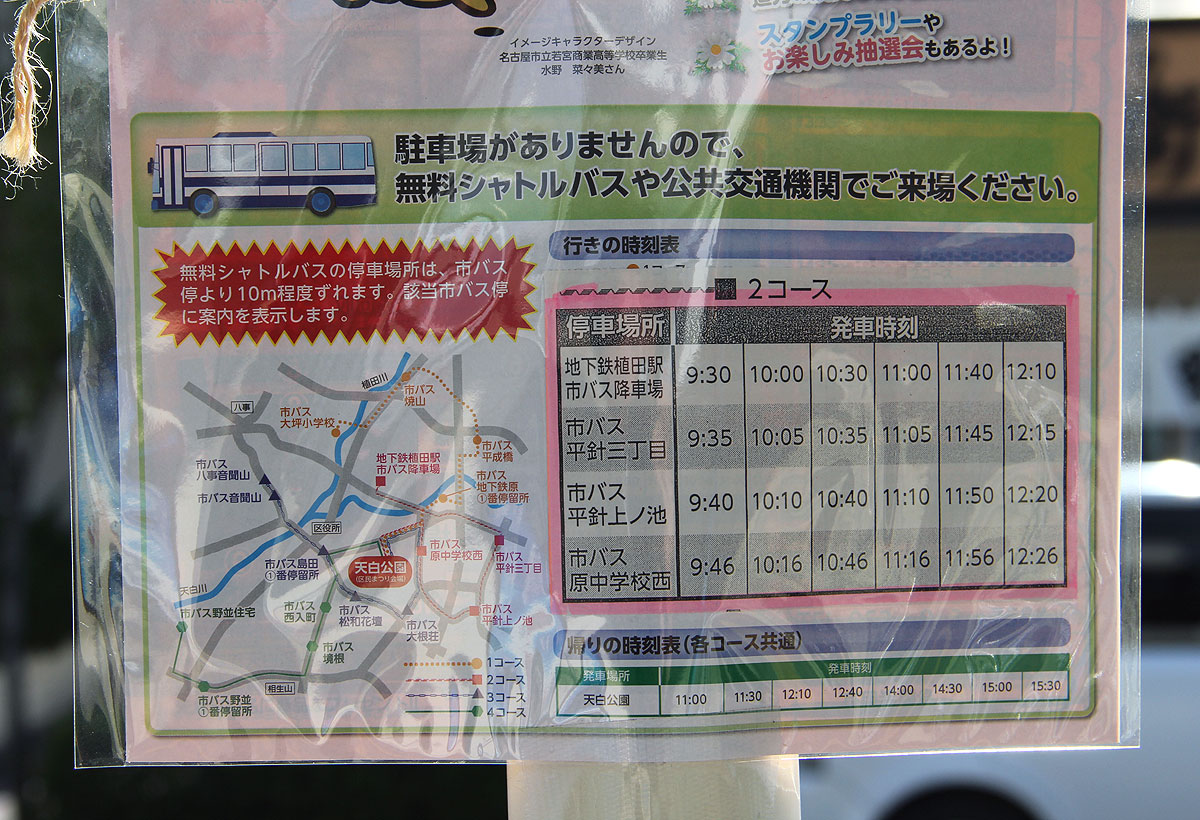 イメージキャラクターデザイン
名古屋市立若宮商業高等学校卒業生
水野 菜々美さん
スタンプラリーや
お楽しみ抽選会もあるよ!
駐車場がありませんので、
無料シャトルバスや公共交通機関でご来場ください。
無料シャトルバスの停車場所は、市バス
停より10m程度ずれます。該当市バス停
に案内を表示します。
行きの時刻表
2コース
停車場所 発車時刻
地下鉄植田駅
市バス降車場 9:30 10:00 10:30 11:00 11:40 12:10
市バス
平針三丁目 9:35 10:05 10:35 11:05 11:45 12:15
市バス
平針上ノ池 9:40 10:10 10:40 11:10 11:50 12:20
市バス
原中学校西 9:46 10:16 10:46 11:16 11:56 12:26
帰りの時刻表(各コース共通)
発車場所 発車時刻
天白公園 11:00 11:30 12:10 12:40 14:00 14:30 15:00 15:30
植田川
市バス
焼山
八事
市バス
大坪小学校
市バス
平成橋
地下鉄植田駅
市バス降車場
市バス
八事音聞山
市バス音聞山
市バス
地下鉄原
①番停留所
区役所
市バス
原中学校西
市バス
平針三丁目
市バス島田
①番停留所
天白公園
(区民まつり会場)
天白川
市バス野並住宅
市バス
西入町
市バス
松和花壇
市バス
大根荘
市バス
平針上ノ池
市バス
境根
相生山
市バス野並
①番停留所
1コース
2コース
3コース
4コース